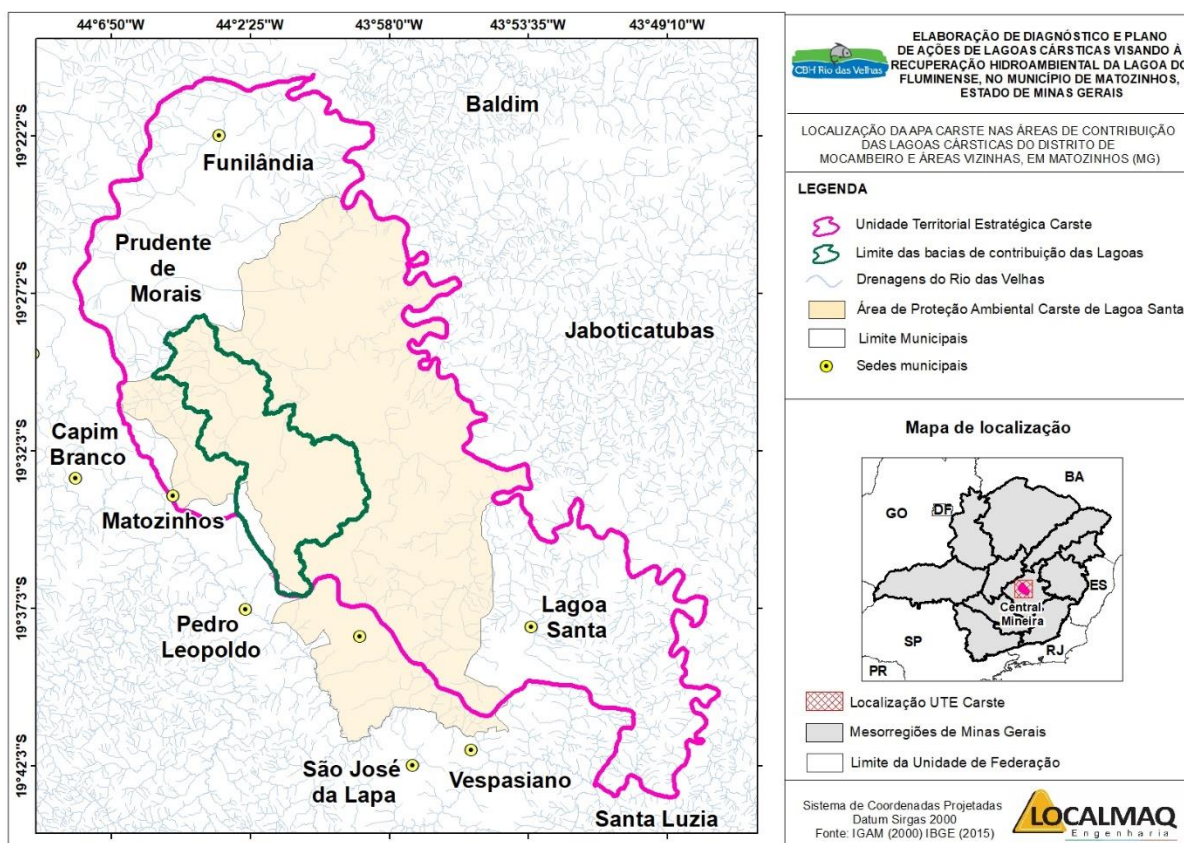 44°6'50"W 44°2'25"W 43°58'0"W 43°53'35"W 43°49'10"W
19°22'2"S
19°27'2"S
19°32'3"S
19°37'3"S
19°42'3"S
Baldim
Funilândia
Prudente
de
Morais
Jaboticatubas
Capim
Branco
Matozinhos
Pedro
Leopoldo
Lagoa
Santa
São José
da Lapa
Vespasiano
Santa Luzia
CBH Rio das Velhas
ELABORAÇÃO DE DIAGNÓSTICO E PLANO
DE AÇÕES DE LAGOAS CÁRSTICAS VISANDO À
RECUPERAÇÃO HIDROAMBIENTAL DA LAGOA DO
FLUMINENSE, NO MUNICÍPIO DE MATOZINHOS,
ESTADO DE MINAS GERAIS
LOCALIZAÇÃO DA APA CARSTE NAS ÁREAS DE CONTRIBUIÇÃO
DAS LAGOAS CÁRSTICAS DO DISTRITO DE
MOCAMBEIRO E ÁREAS VIZINHAS, EM MATOZINHOS (MG)
LEGENDA
Unidade Territorial Estratégica Carste
Limite das bacias de contribuição das Lagoas
Drenagens do Rio das Velhas
Área de Proteção Ambiental Carste de Lagoa Santa
Limite Municipais
Sedes municipais
Mapa de localização
BA
GO
DF
ES
Central
Mineira
SP
RJ
PR
Localização UTE Carste
Mesorregiões de Minas Gerais
Limite da Unidade de Federação
Sistema de Coordenadas Projetadas
Datum Sirgas 2000
Fonte: IGAM (2000) IBGE (2015)
LOCALMAQ
Engenharia